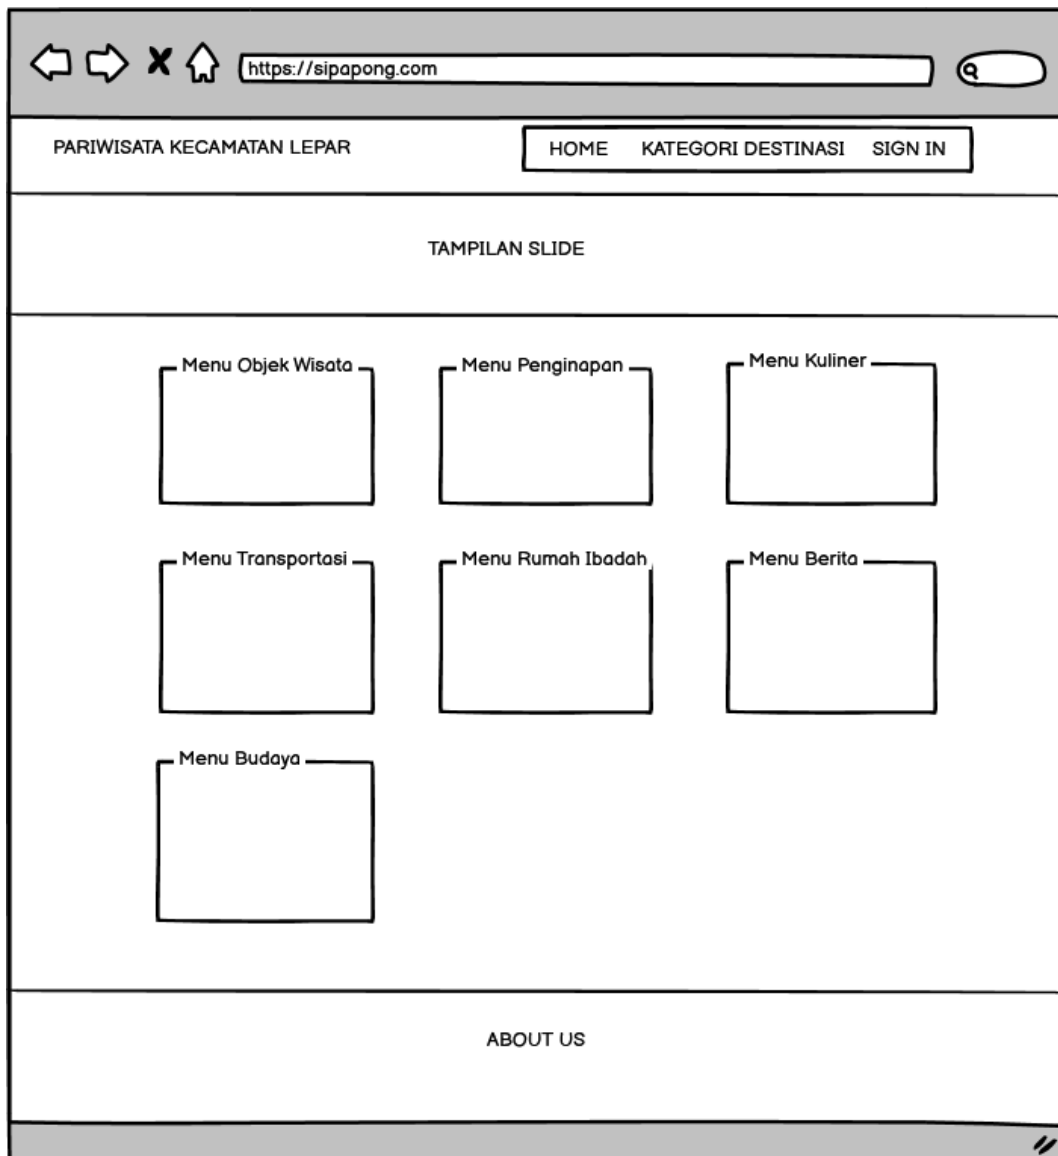 https://sipapong.com
PARIWISATA KECAMATAN LEPAR
HOME KATEGORI DESTINASI SIGN IN
TAMPILAN SLIDE
Menu Objek Wisata
Menu Penginapan
Menu Kuliner
Menu Transportasi
Menu Rumah Ibadah
Menu Berita
Menu Budaya
ABOUT US